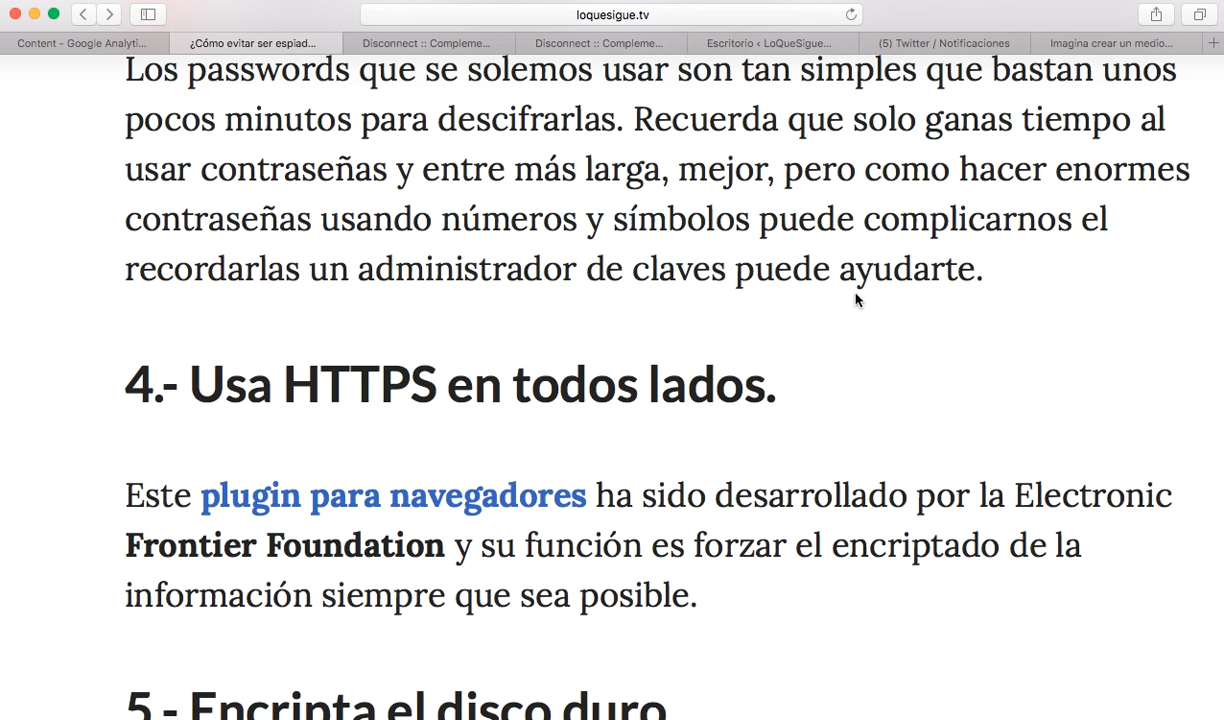 loquesigue.tv
Content - Google Analyti... ¿Cómo evitar ser espiad... Disconnect :: Compleme... Disconnect :: Compleme... Escritorio ‹ LoQueSigue... (5) Twitter / Notificaciones Imagina crear un medio...
Los passwords que se solemos usar son tan simples que bastan unos
pocos minutos para descifrarlas. Recuerda que solo ganas tiempo al
usar contraseñas y entre más larga, mejor, pero como hacer enormes
contraseñas usando números y símbolos puede complicarnos el
recordarlas un administrador de claves puede ayudarte.
4.- Usa HTTPS en todos lados.
Este plugin para navegadores ha sido desarrollado por la Electronic
Frontier Foundation y su función es forzar el encriptado de la
información siempre que sea posible.
5.- Encripta el disco duro